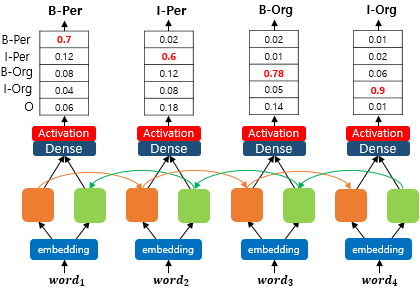 B-Per I-Per B-Org I-Org
B-Per 0.7 0.02 0.02 0.01
I-Per 0.12 0.6 0.01 0.02
B-Org 0.08 0.12 0.78 0.06
I-Org 0.04 0.08 0.05 0.9
O 0.06 0.18 0.14 0.01
Activation Activation Activation Activation
Dense Dense Dense Dense
embedding embedding embedding embedding
word₁ word₂ word₃ word₄